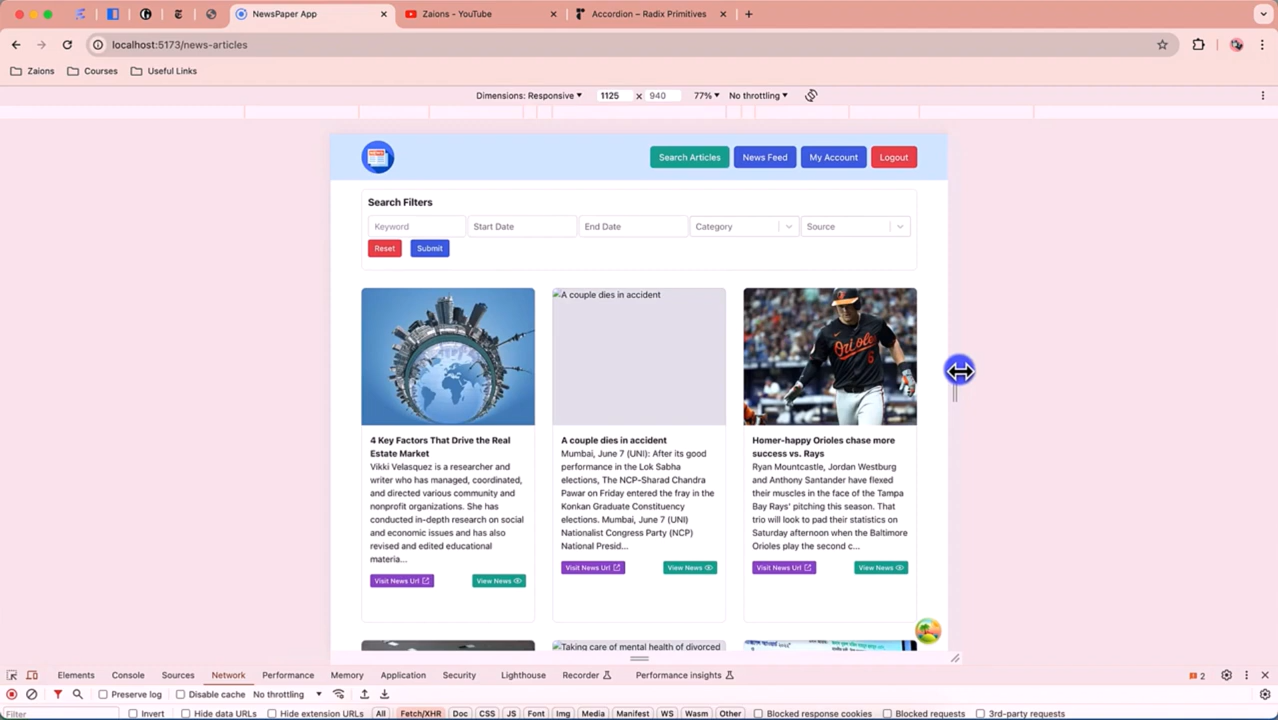 NewsPaper App
Zaions - YouTube
Accordion – Radix Primitives
localhost:5173/news-articles
Zaions
Courses
Useful Links
Dimensions: Responsive
1125
x
940
77%
No throttling
NEWS
Search Articles
News Feed
My Account
Logout
Search Filters
Keyword
Start Date
End Date
Category
Source
Reset
Submit
A couple dies in accident
Orioles
6
4 Key Factors That Drive the Real
Estate Market
Vikki Velasquez is a researcher and
writer who has managed, coordinated,
and directed various community and
nonprofit organizations. She has
conducted in-depth research on social
and economic issues and has also
revised and edited educational
materia...
Visit News Url
View News
A couple dies in accident
Mumbai, June 7 (UNI): After its good
performance in the Lok Sabha
elections, The NCP-Sharad Chandra
Pawar on Friday entered the fray in the
Konkan Graduate Constituency
elections. Mumbai, June 7 (UNI)
Nationalist Congress Party (NCP)
National Presid...
Visit News Url
View News
Homer-happy Orioles chase more
success vs. Rays
Ryan Mountcastle, Jordan Westburg
and Anthony Santander have flexed
their muscles in the face of the Tampa
Bay Rays' pitching this season. That
trio will look to pad their statistics on
Saturday afternoon when the Baltimore
Orioles play the second c...
Visit News Url
View News
Taking care of mental health of divorced
Elements
Console
Sources
Network
Performance
Memory
Application
Security
Lighthouse
Recorder
Performance insights
2
Preserve log
Disable cache
No throttling
Filter
Invert
Hide data URLs
Hide extension URLs
All
Fetch/XHR
Doc
CSS
JS
Font
Img
Media
Manifest
WS
Wasm
Other
Blocked response cookies
Blocked requests
3rd-party requests